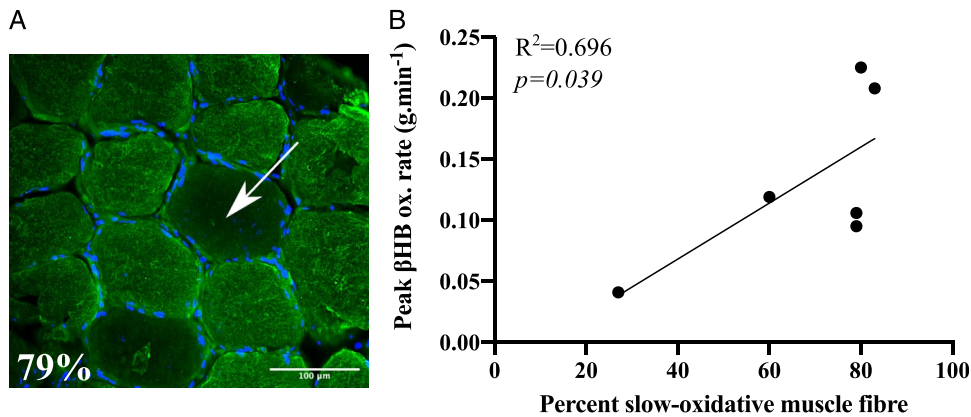 A
79%
100 μm
B
R²=0.696
p=0.039
Peak βHB ox. rate (g.min⁻¹)
0.25
0.20
0.15
0.10
0.05
0.00
0 20 40 60 80 100
Percent slow-oxidative muscle fibre